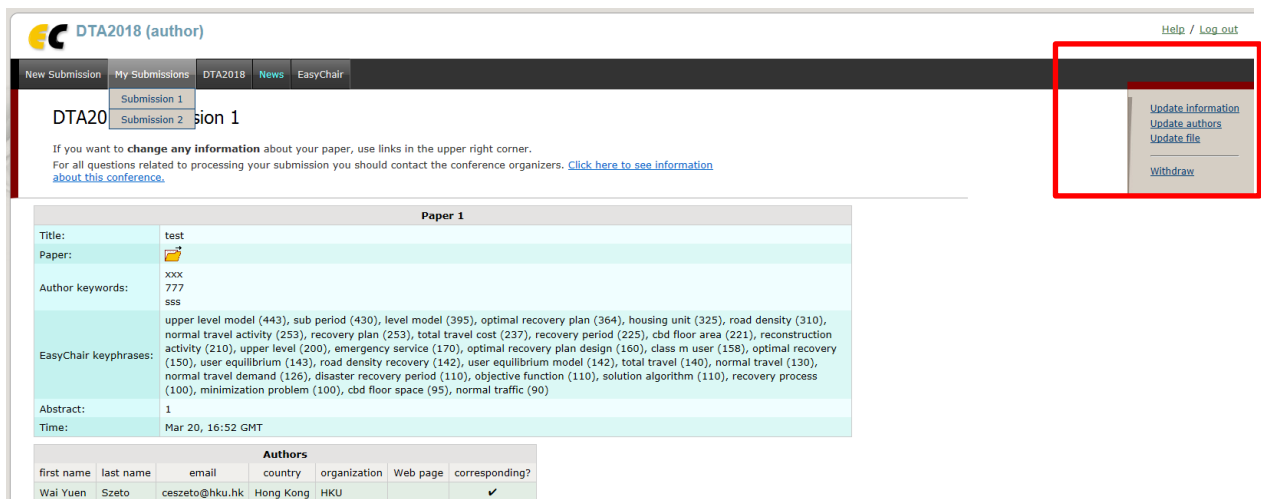 EC DTA2018 (author)
Help / Log out
New Submission My Submissions DTA2018 News EasyChair
Submission 1
Submission 2
DTA20 sion 1
Update information
Update authors
Update file
Withdraw
If you want to change any information about your paper, use links in the upper right corner.
For all questions related to processing your submission you should contact the conference organizers. Click here to see information
about this conference.
Paper 1
Title: test
Paper:
Author keywords: xxx
777
sss
EasyChair keyphrases: upper level model (443), sub period (430), level model (395), optimal recovery plan (364), housing unit (325), road density (310),
normal travel activity (253), recovery plan (253), total travel cost (237), recovery period (225), cbd floor area (221), reconstruction
activity (210), upper level (200), emergency service (170), optimal recovery plan design (160), class m user (158), optimal recovery
(150), user equilibrium (143), road density recovery (142), user equilibrium model (142), total travel (140), normal travel (130),
normal travel demand (126), disaster recovery period (110), objective function (110), solution algorithm (110), recovery process
(100), minimization problem (100), cbd floor space (95), normal traffic (90)
Abstract: 1
Time: Mar 20, 16:52 GMT
Authors
first name last name email country organization Web page corresponding?
Wai Yuen Szeto ceszeto@hku.hk Hong Kong HKU ✔